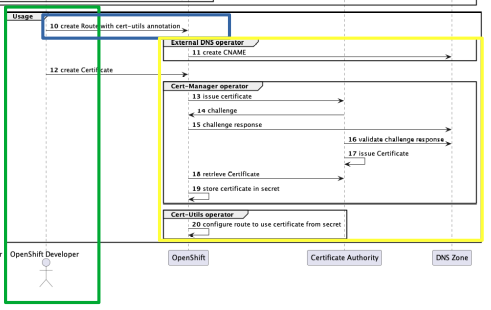 Usage
10 create Route with cert-utils annotation
External DNS operator
11 create CNAME
12 create Certificate
Cert-Manager operator
13 issue certificate
14 challenge
15 challenge response
16 validate challenge response
17 issue Certificate
18 retrieve Certificate
19 store certificate in secret
Cert-Utils operator
20 configure route to use certificate from secret
OpenShift Developer
OpenShift
Certificate Authority
DNS Zone